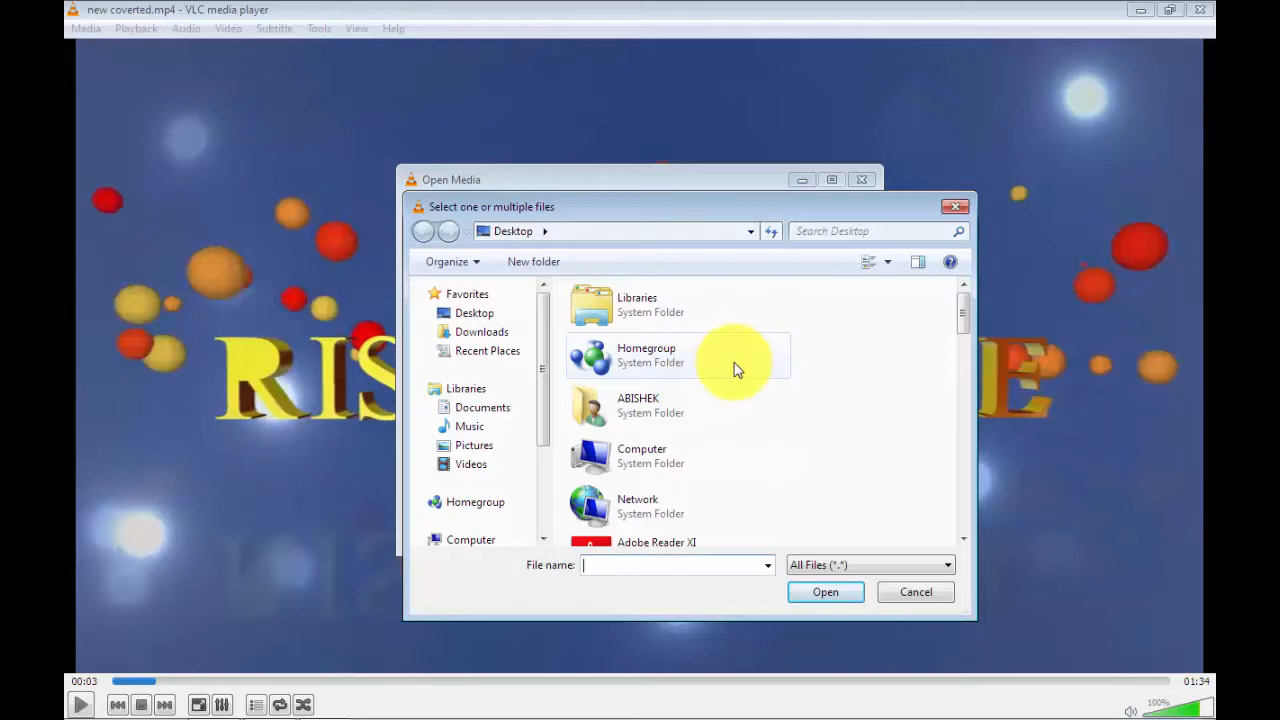 new coverted.mp4 - VLC media player
Media Playback Audio Video Subtitle Tools View Help
Open Media
Select one or multiple files
Desktop
Search Desktop
Organize New folder
Favorites
Desktop
Downloads
Recent Places
Libraries
Documents
Music
Pictures
Videos
Homegroup
Computer
Libraries
System Folder
Homegroup
System Folder
ABISHEK
System Folder
Computer
System Folder
Network
System Folder
Adobe Reader XI
File name:
All Files (*.*)
Open Cancel
RIS E
00:03 01:34
100%